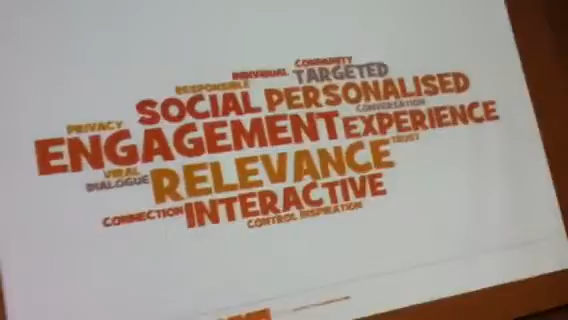 INDIVIDUAL COMMUNITY
RESPONSIBLE TARGETED
SOCIAL PERSONALISED
PRIVACY CONVERSATION
ENGAGEMENT EXPERIENCE
VIRAL TRUST
DIALOGUE RELEVANCE
CONNECTION INTERACTIVE
CONTROL INSPIRATION